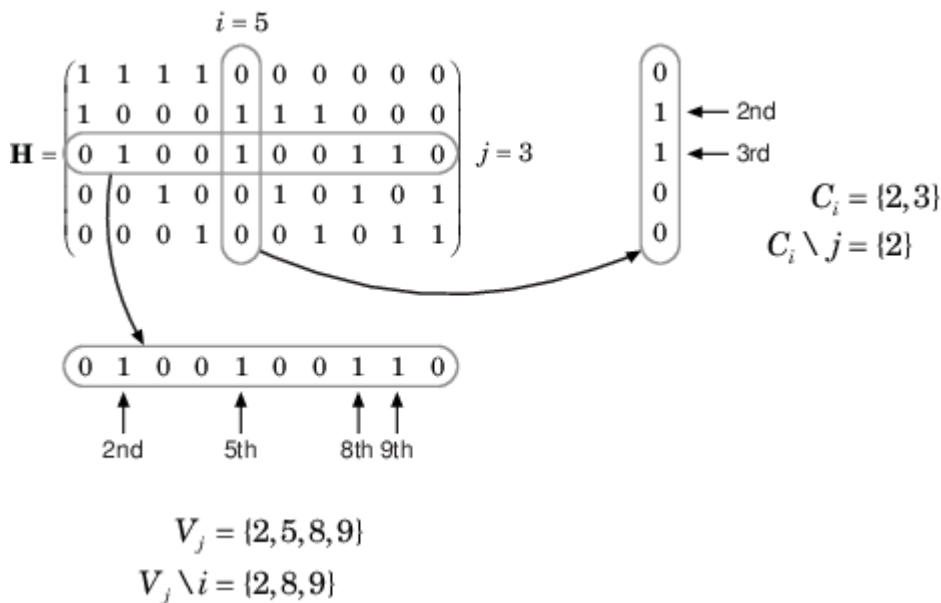 i = 5
1 1 1 1 0 0 0 0 0 0
1 0 0 0 1 1 1 0 0 0
H = 0 1 0 0 1 0 0 1 1 0 j = 3
0 0 1 0 0 1 0 1 0 1
0 0 0 1 0 0 1 0 1 1
0
1 2nd
1 3rd
0
0
C_i = {2,3}
C_i \ j = {2}
0 1 0 0 1 0 0 1 1 0
2nd 5th 8th 9th
V_j = {2,5,8,9}
V_j \ i = {2,8,9}